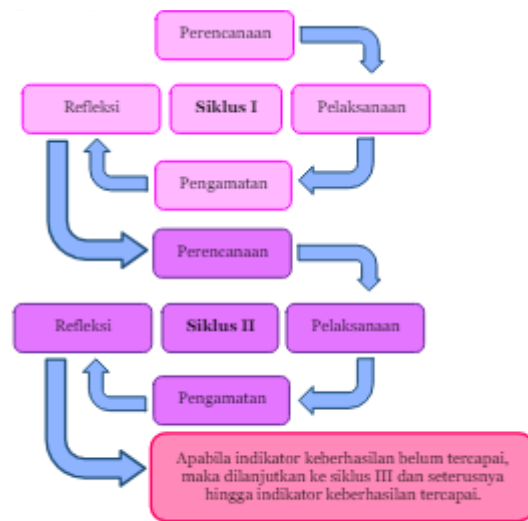 Perencanaan
Refleksi
Siklus I
Pelaksanaan
Pengamatan
Perencanaan
Refleksi
Siklus II
Pelaksanaan
Pengamatan
Apabila indikator keberhasilan belum tercapai,
maka dilanjutkan ke siklus III dan seterusnya
hingga indikator keberhasilan tercapai.